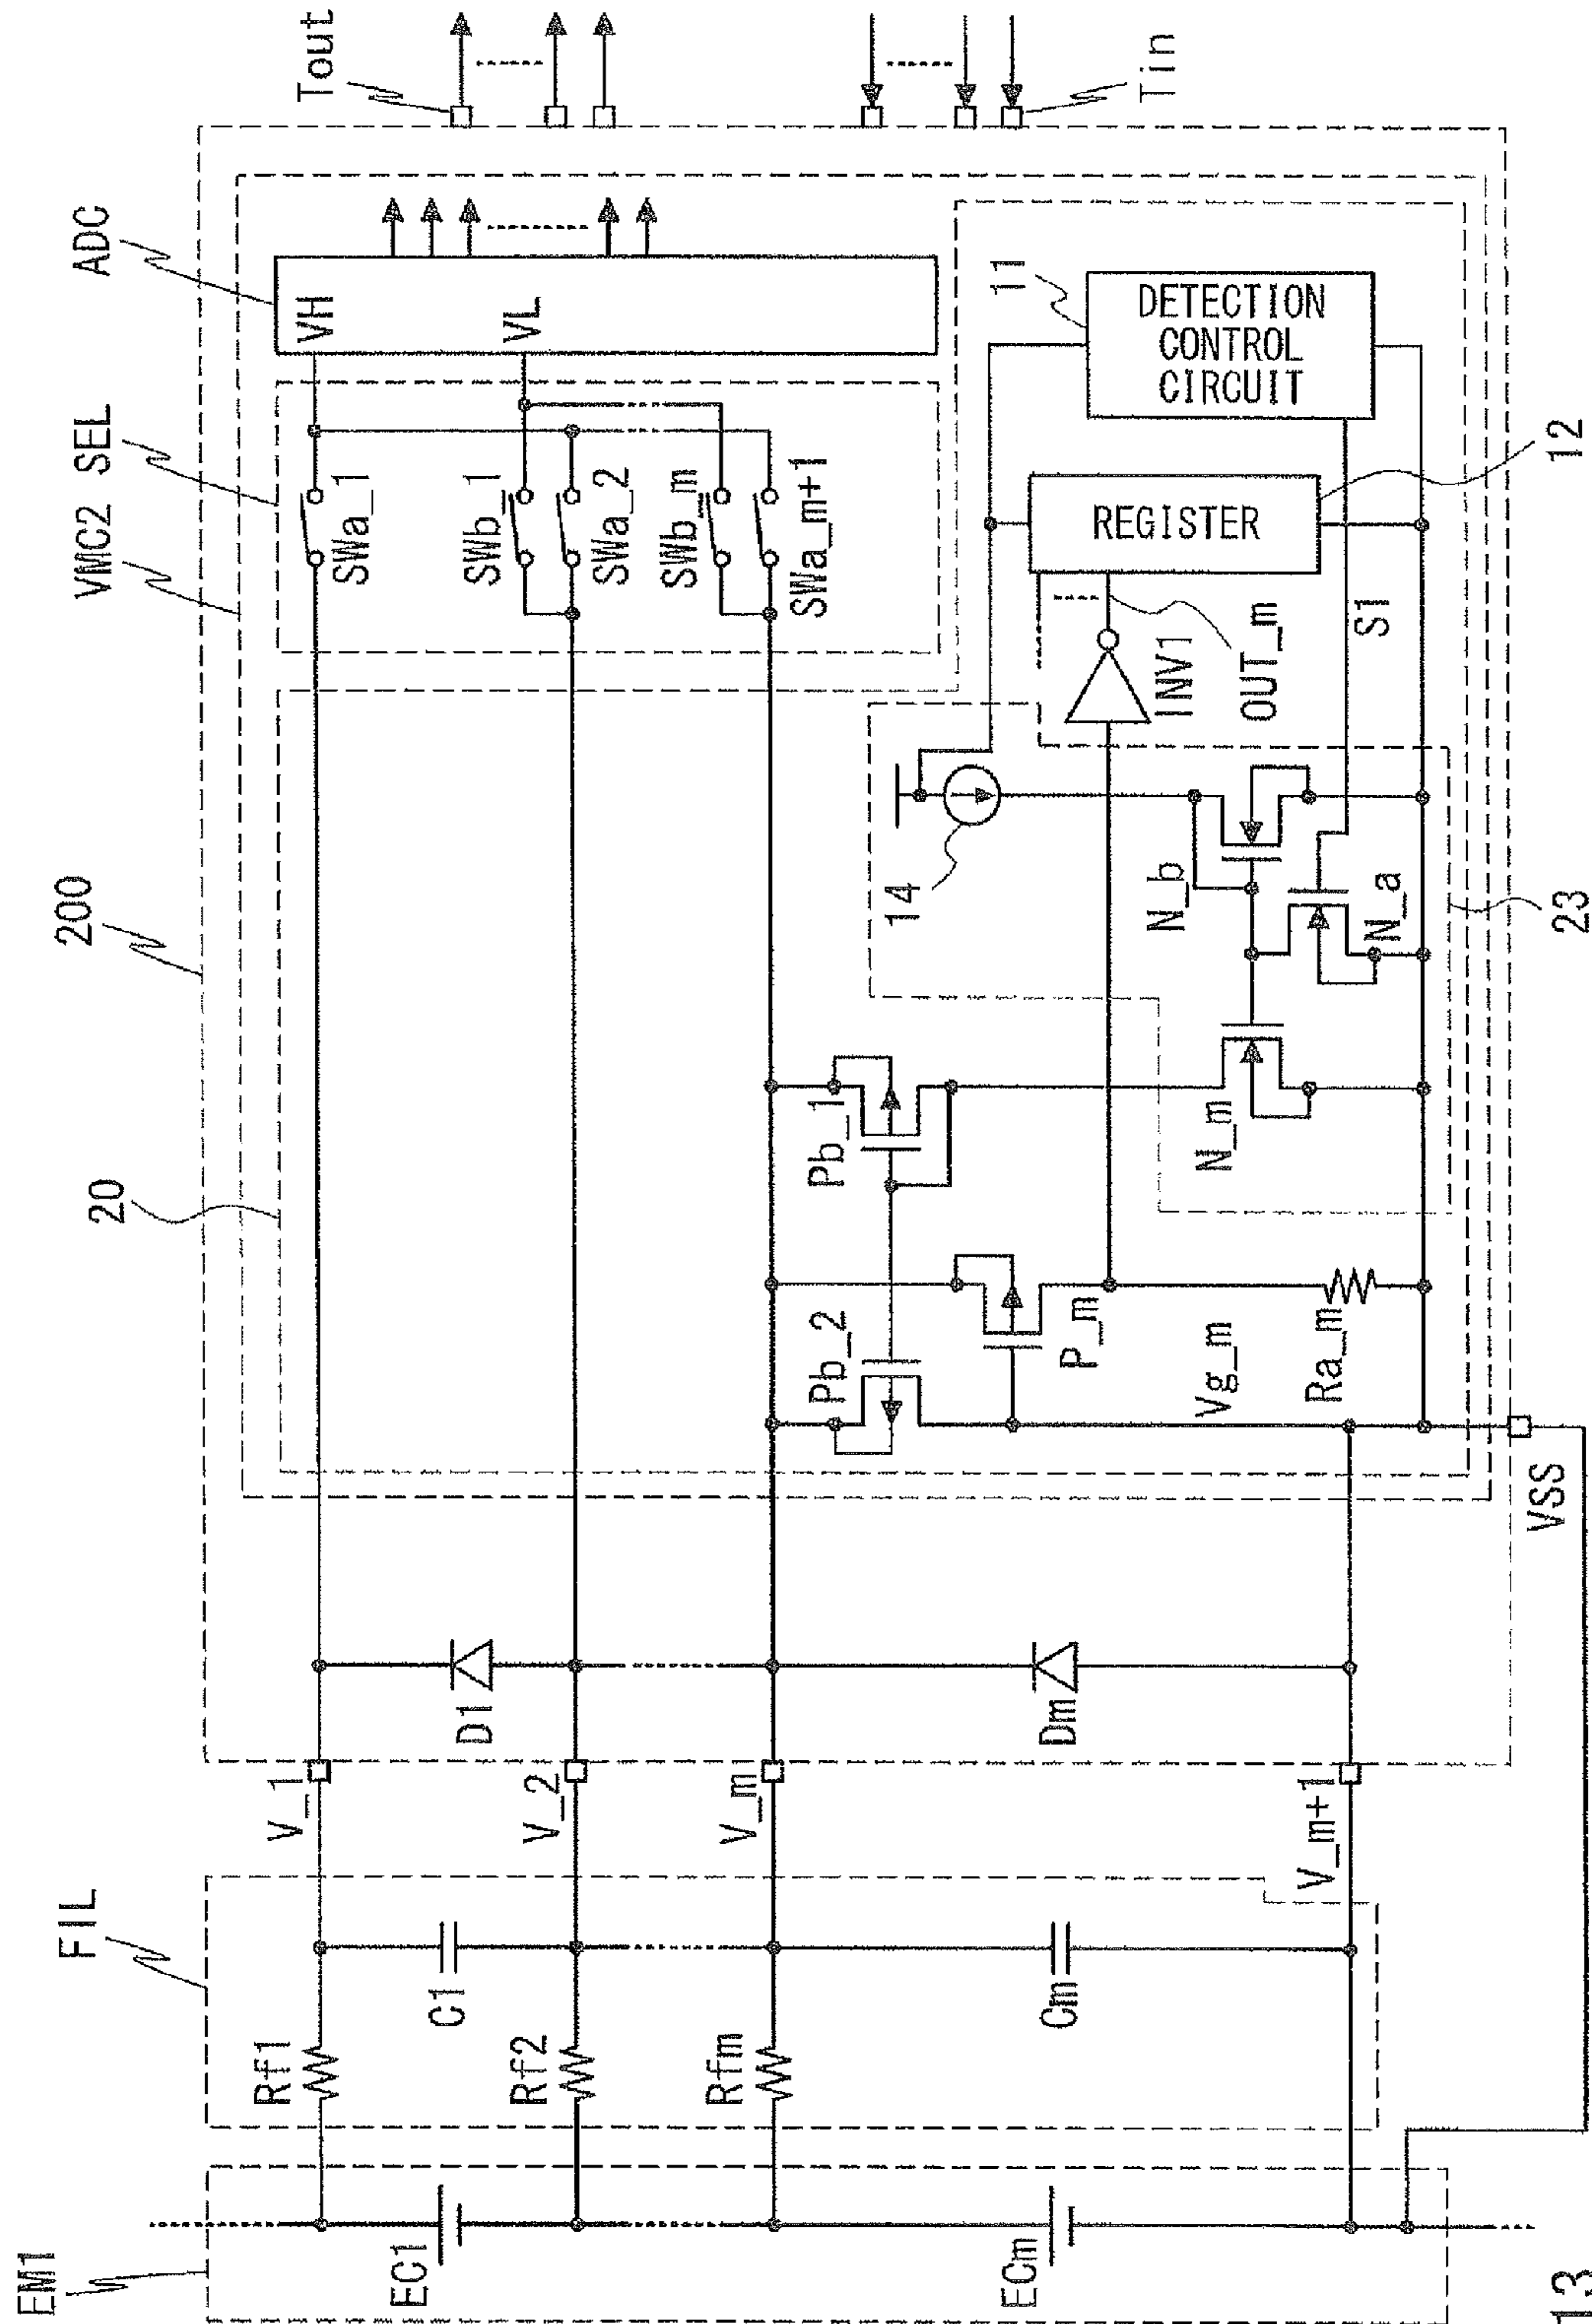 EM1
FIL
200
20
VMC2 SEL
ADC
Tout
Tin
EC1
ECm
Rf1
C1
Rf2
Rfm
Cm
V_1
V_2
V_m
V_m+1
D1
Dm
VSS
Pb_2
Pb_1
P_m
Vg_m
Ra_m
N_m
N_b
N_a
14
23
INV1
OUT_m
S1
SWa_1
SWb_1
SWa_2
SWb_m
SWa_m+1
VH
VL
REGISTER
12
11
DETECTION
CONTROL
CIRCUIT
13